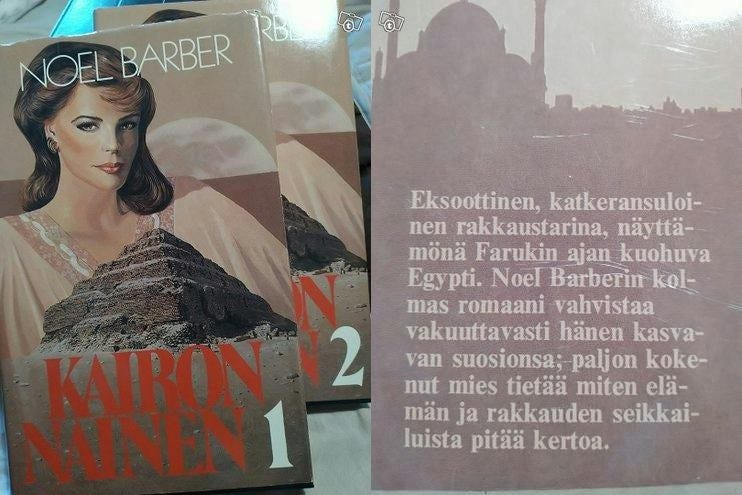 NOEL BARBER
RBER
KAIRON
NAINEN 1
ON
N 2
Eksoottinen, katkeransuloi-
nen rakkaustarina, näyttä-
mönä Farukin ajan kuohuva
Egypti. Noel Barberin kol-
mas romaani vahvistaa
vakuuttavasti hänen kasva-
van suosionsa; paljon koke-
nut mies tietää miten elä-
män ja rakkauden seikkai-
luista pitää kertoa.